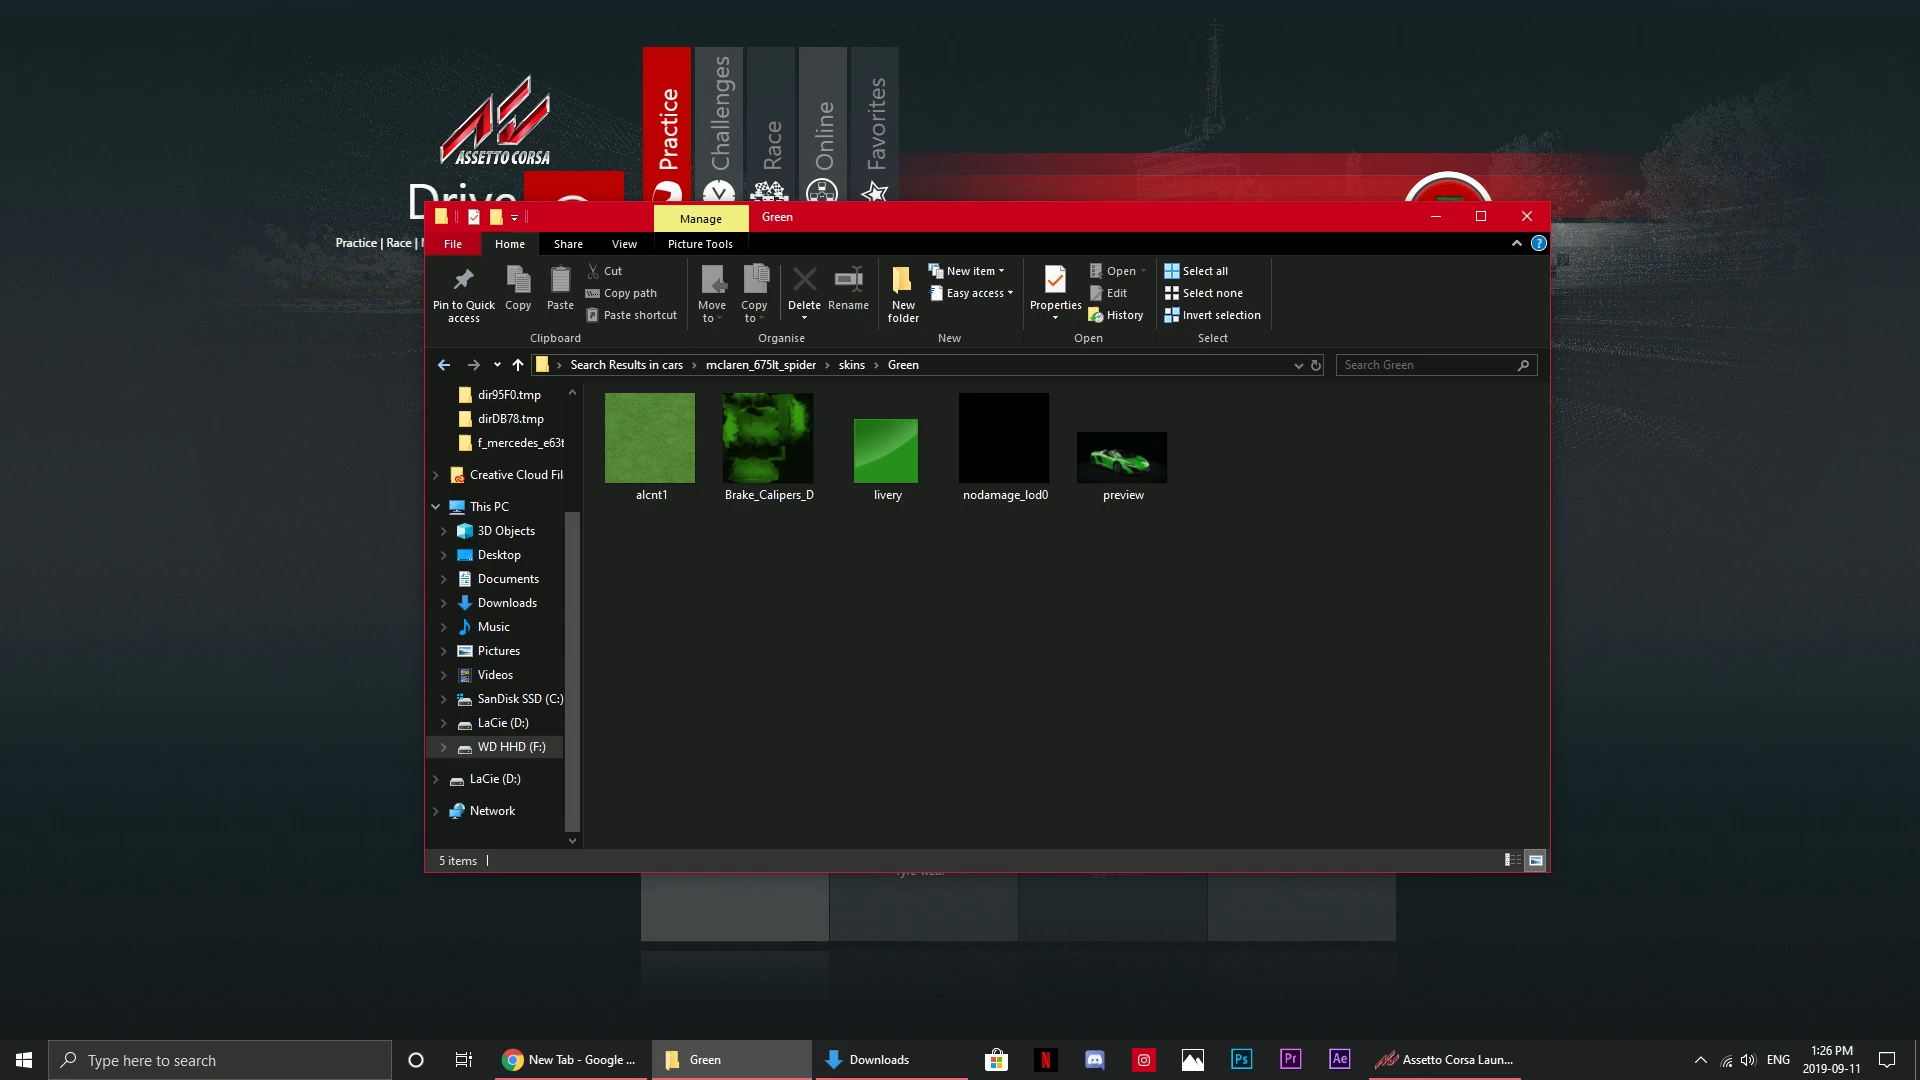 Practice
Challenges
Race
Online
Favorites
ASSETTO CORSA
Drive
Practice | Race |
Manage
Green
File
Home
Share
View
Picture Tools
Pin to Quick access
Copy
Paste
Cut
Copy path
Paste shortcut
Clipboard
Move to
Copy to
Delete
Rename
Organise
New folder
New item
Easy access
New
Properties
Open
Edit
History
Open
Select all
Select none
Invert selection
Select
Search Results in cars
mclaren_675lt_spider
skins
Green
Search Green
dir95F0.tmp
dirDB78.tmp
f_mercedes_e63t
Creative Cloud Fil
This PC
3D Objects
Desktop
Documents
Downloads
Music
Pictures
Videos
SanDisk SSD (C:)
LaCie (D:)
WD HHD (F:)
LaCie (D:)
Network
alcnt1
Brake_Calipers_D
livery
nodamage_lod0
preview
5 items
Type here to search
New Tab - Google ...
Green
Downloads
Ps
Pr
Ae
Assetto Corsa Laun...
ENG
1:26 PM
2019-09-11